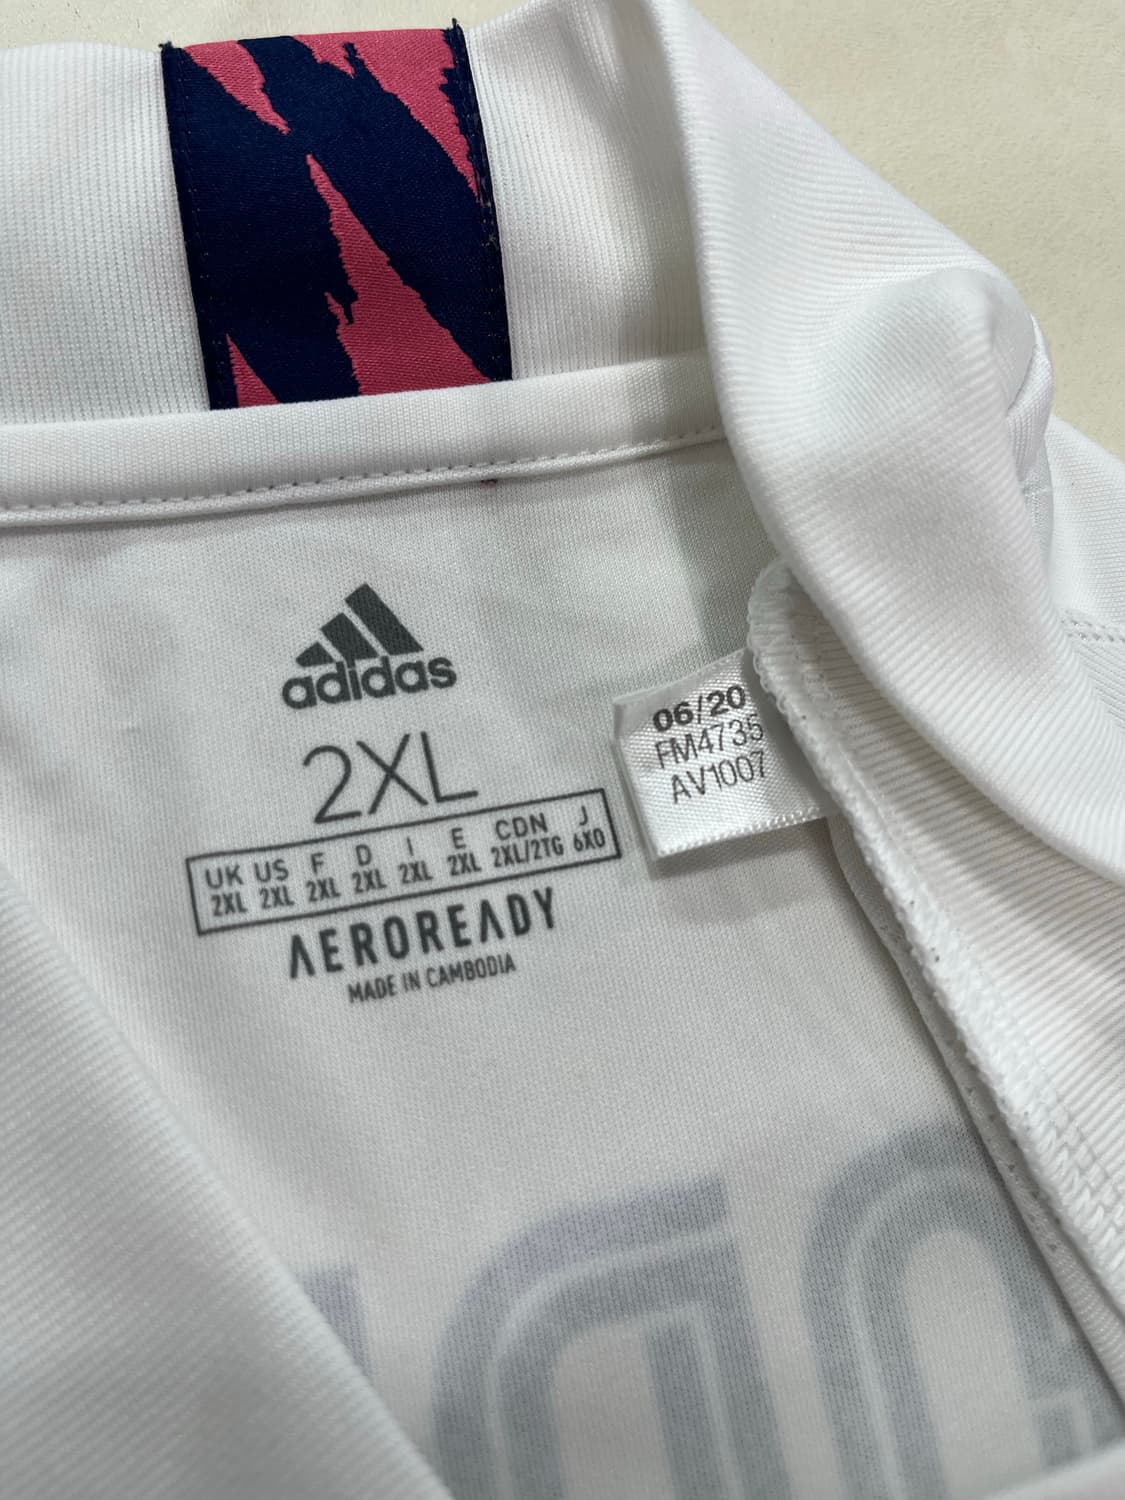 adidas
2XL
UK US F D I E CDN J
2XL 2XL 2XL 2XL 2XL 2XL 2XL/2TG 6XO
AEROREADY
MADE IN CAMBODIA
06/20
FM4735
AV1007